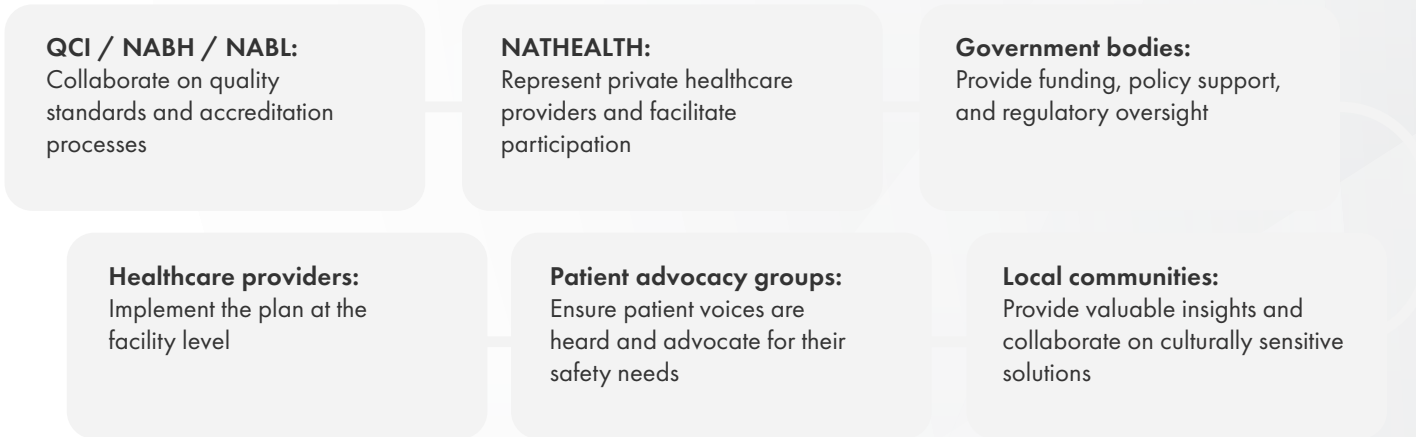 QCI / NABH / NABL:
Collaborate on quality
standards and accreditation
processes
NATHEALTH:
Represent private healthcare
providers and facilitate
participation
Government bodies:
Provide funding, policy support,
and regulatory oversight
Healthcare providers:
Implement the plan at the
facility level
Patient advocacy groups:
Ensure patient voices are
heard and advocate for their
safety needs
Local communities:
Provide valuable insights and
collaborate on culturally sensitive
solutions